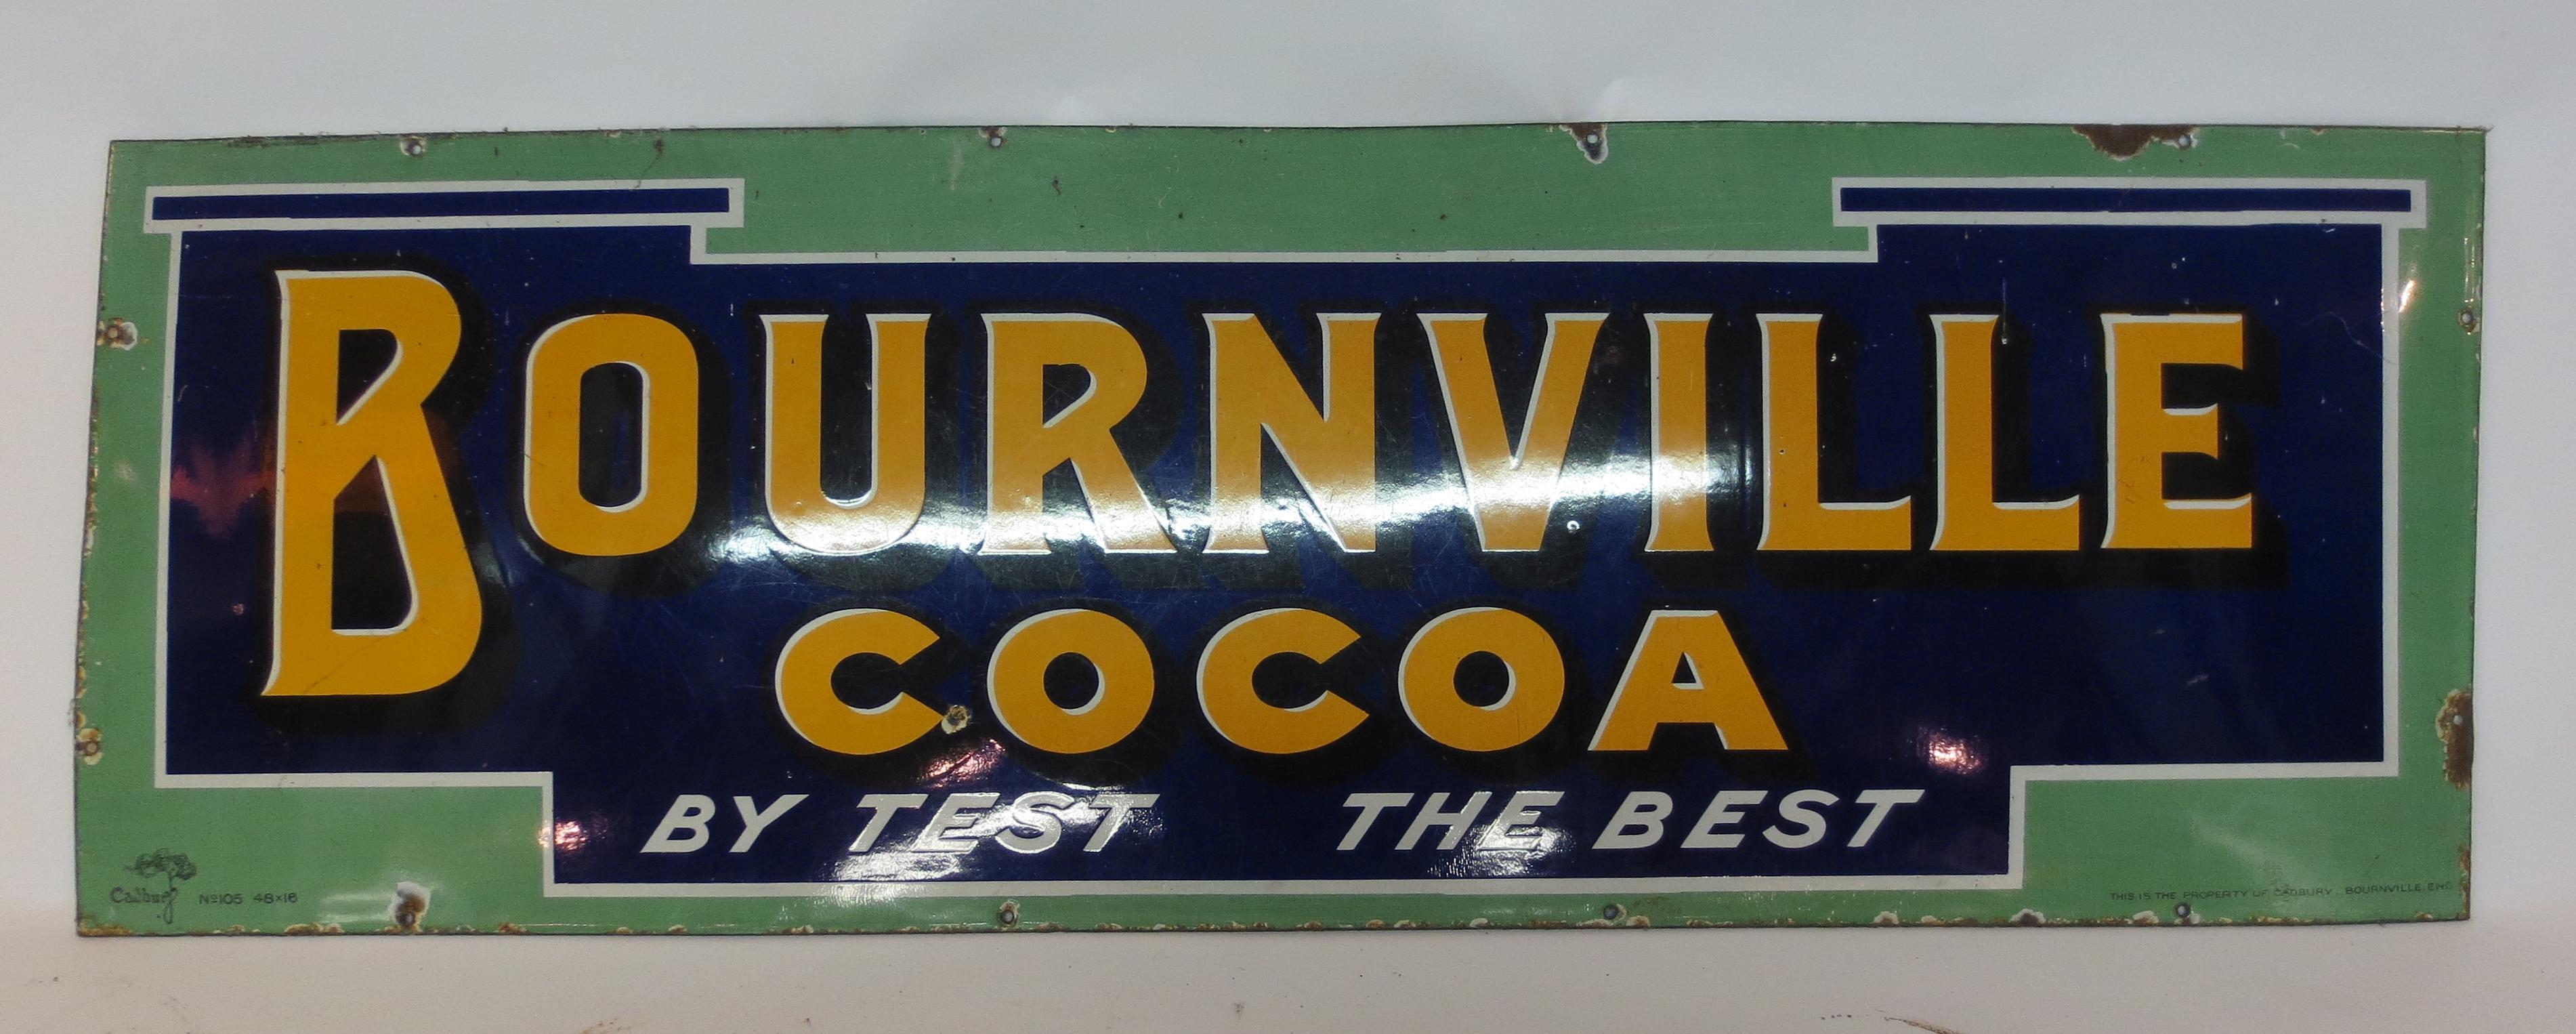 BOURNVILLE
COCOA
BY TEST THE BEST
Cadbury Nº105 48×16
THIS IS THE PROPERTY OF CADBURY. BOURNVILLE. ENG